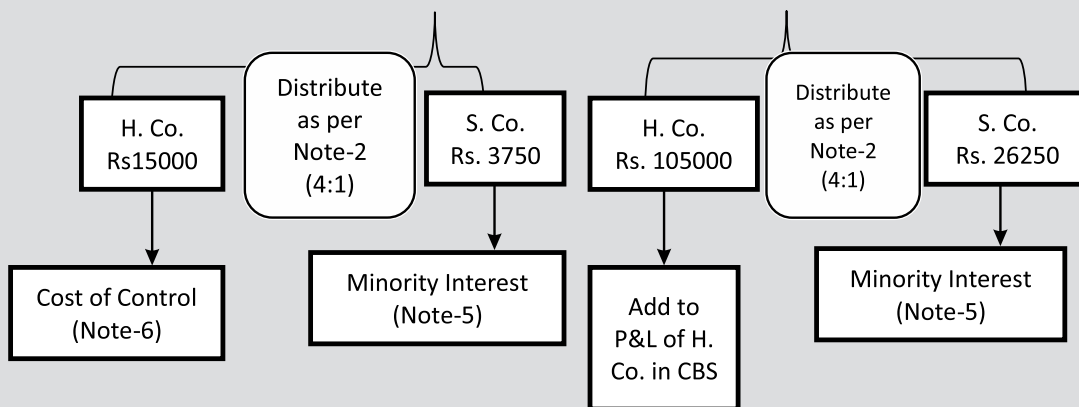 H. Co.
Rs15000
Distribute
as per
Note-2
(4:1)
S. Co.
Rs. 3750
H. Co.
Rs. 105000
Distribute
as per
Note-2
(4:1)
S. Co.
Rs. 26250
Cost of Control
(Note-6)
Minority Interest
(Note-5)
Add to
P&L of H.
Co. in CBS
Minority Interest
(Note-5)